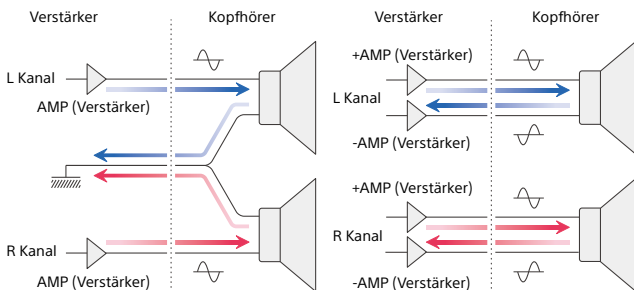 Verstärker
Kopfhörer
L Kanal
AMP (Verstärker)
R Kanal
AMP (Verstärker)
Verstärker
Kopfhörer
+AMP (Verstärker)
L Kanal
-AMP (Verstärker)
+AMP (Verstärker)
R Kanal
-AMP (Verstärker)